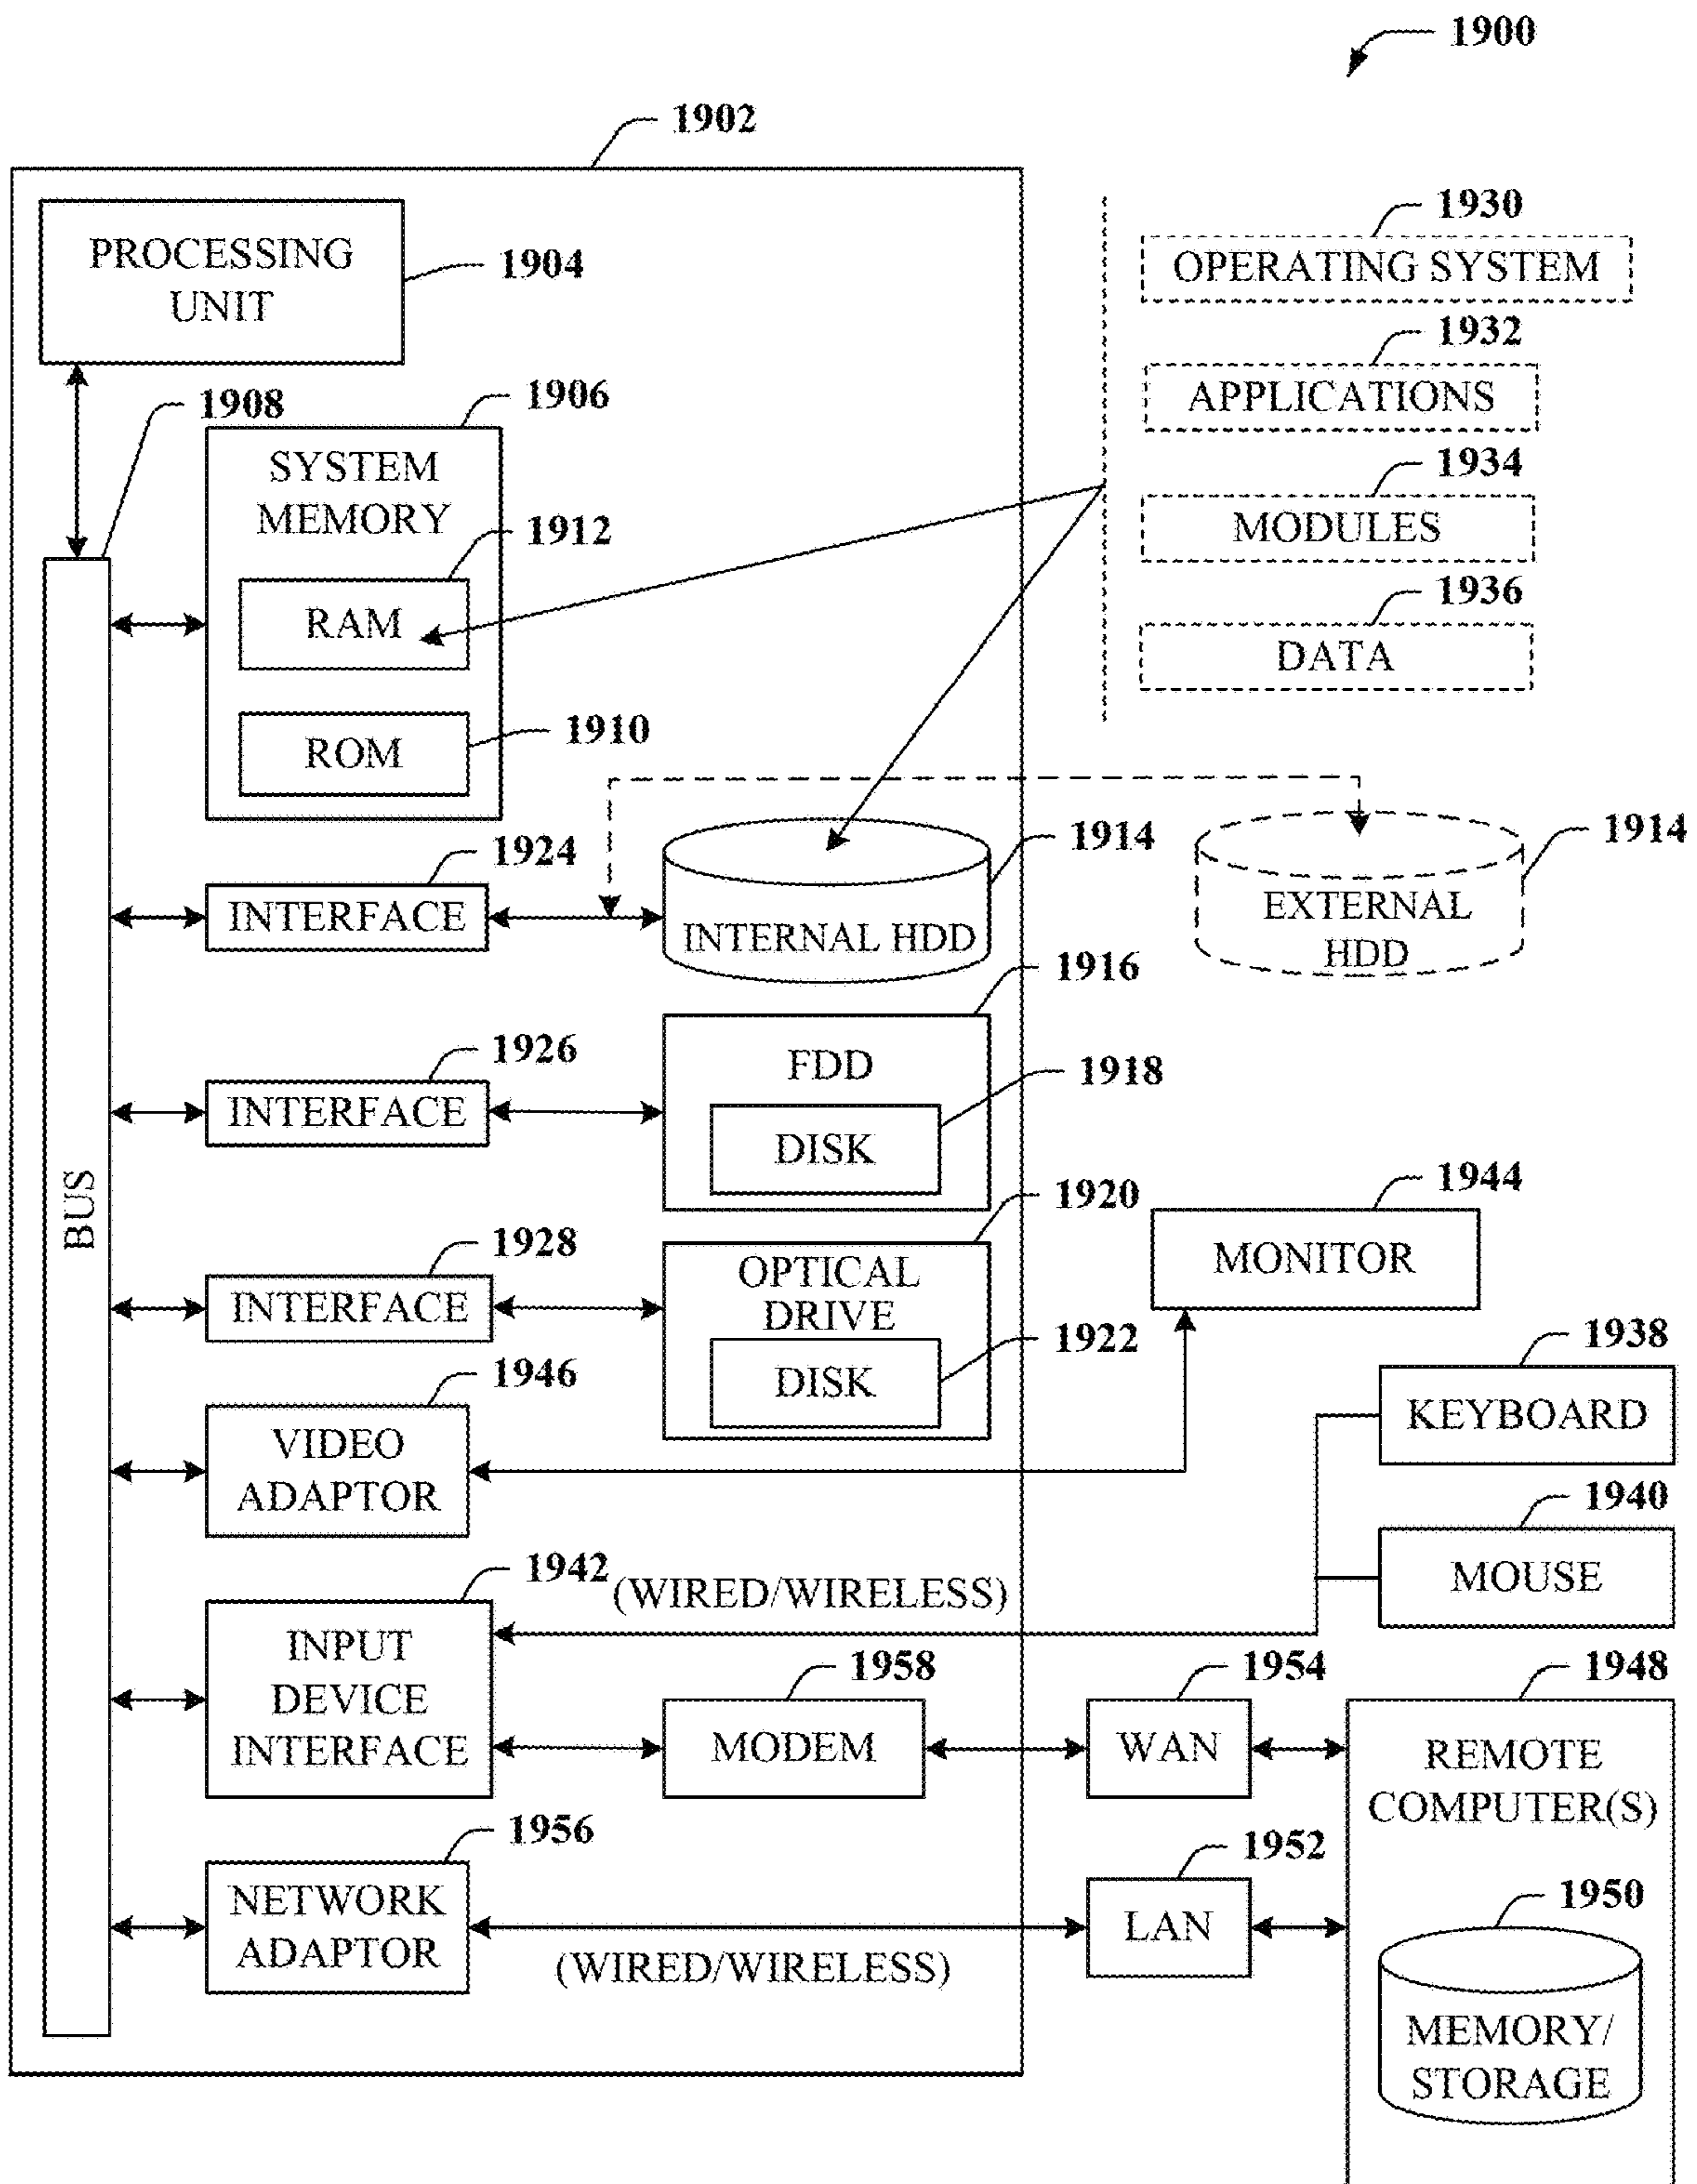 1900
1902
PROCESSING
UNIT
1904
1930
OPERATING SYSTEM
1932
APPLICATIONS
1934
MODULES
1936
DATA
1908
1906
SYSTEM
MEMORY
1912
RAM
1910
ROM
1924
INTERFACE
1914
INTERNAL HDD
1914
EXTERNAL
HDD
1916
FDD
1926
INTERFACE
1918
DISK
BUS
1920
OPTICAL
DRIVE
1928
INTERFACE
1922
DISK
1944
MONITOR
1946
VIDEO
ADAPTOR
1938
KEYBOARD
1940
MOUSE
1942
(WIRED/WIRELESS)
INPUT
DEVICE
INTERFACE
1958
MODEM
1954
WAN
1948
REMOTE
COMPUTER(S)
1956
NETWORK
ADAPTOR
(WIRED/WIRELESS)
1952
LAN
1950
MEMORY/
STORAGE